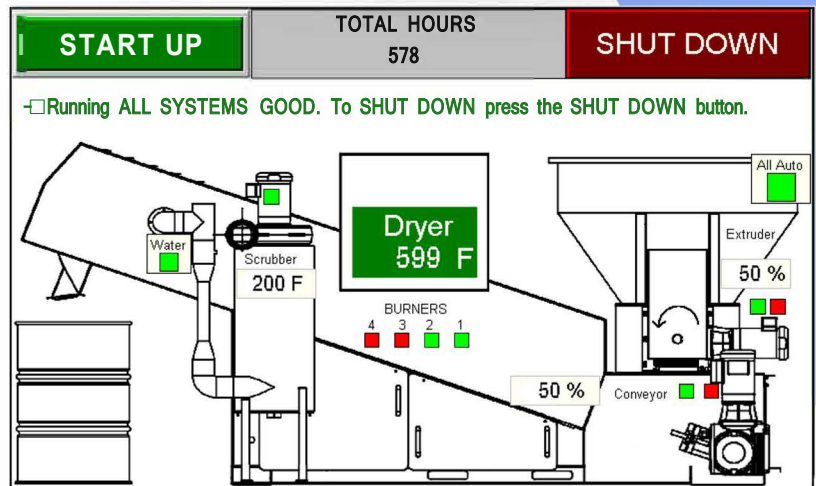 START UP
TOTAL HOURS
578
SHUT DOWN
-□Running ALL SYSTEMS GOOD. To SHUT DOWN press the SHUT DOWN button.
All Auto
Dryer
599 F
Water
Scrubber
200 F
Extruder
50 %
BURNERS
4 3 2 1
50 %
Conveyor